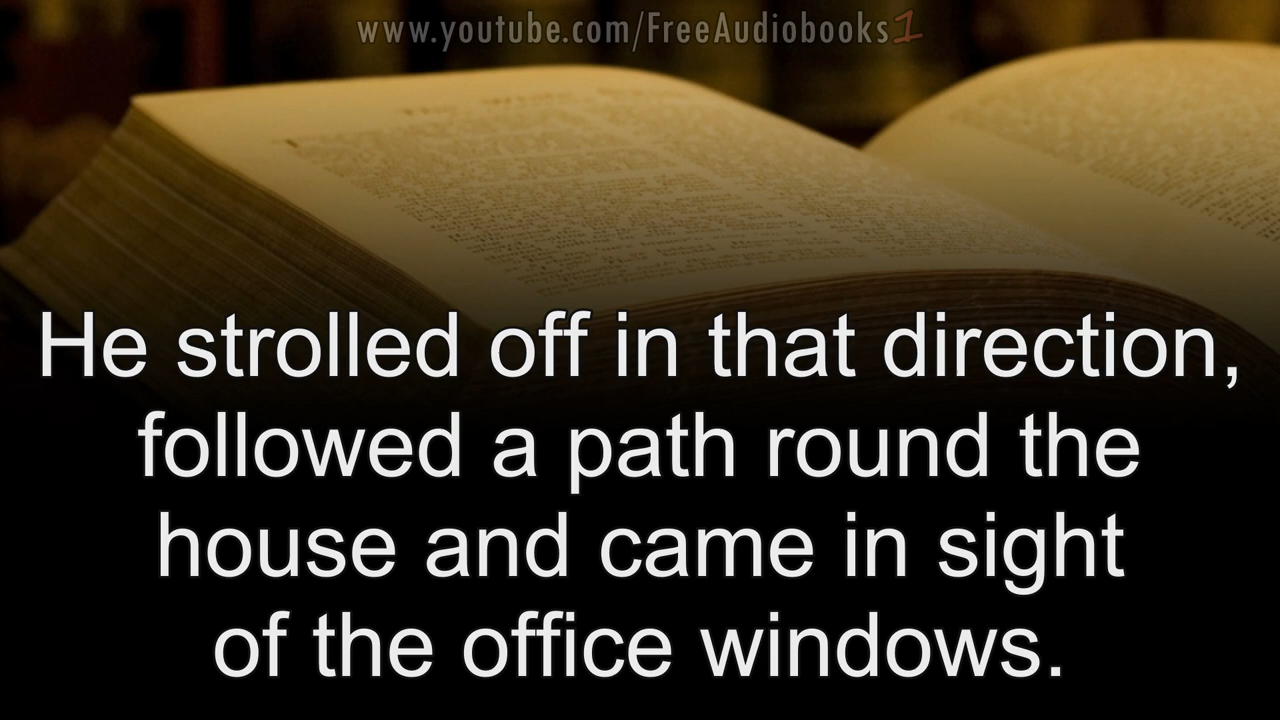 www.youtube.com/FreeAudiobooks1
He strolled off in that direction,
followed a path round the
house and came in sight
of the office windows.